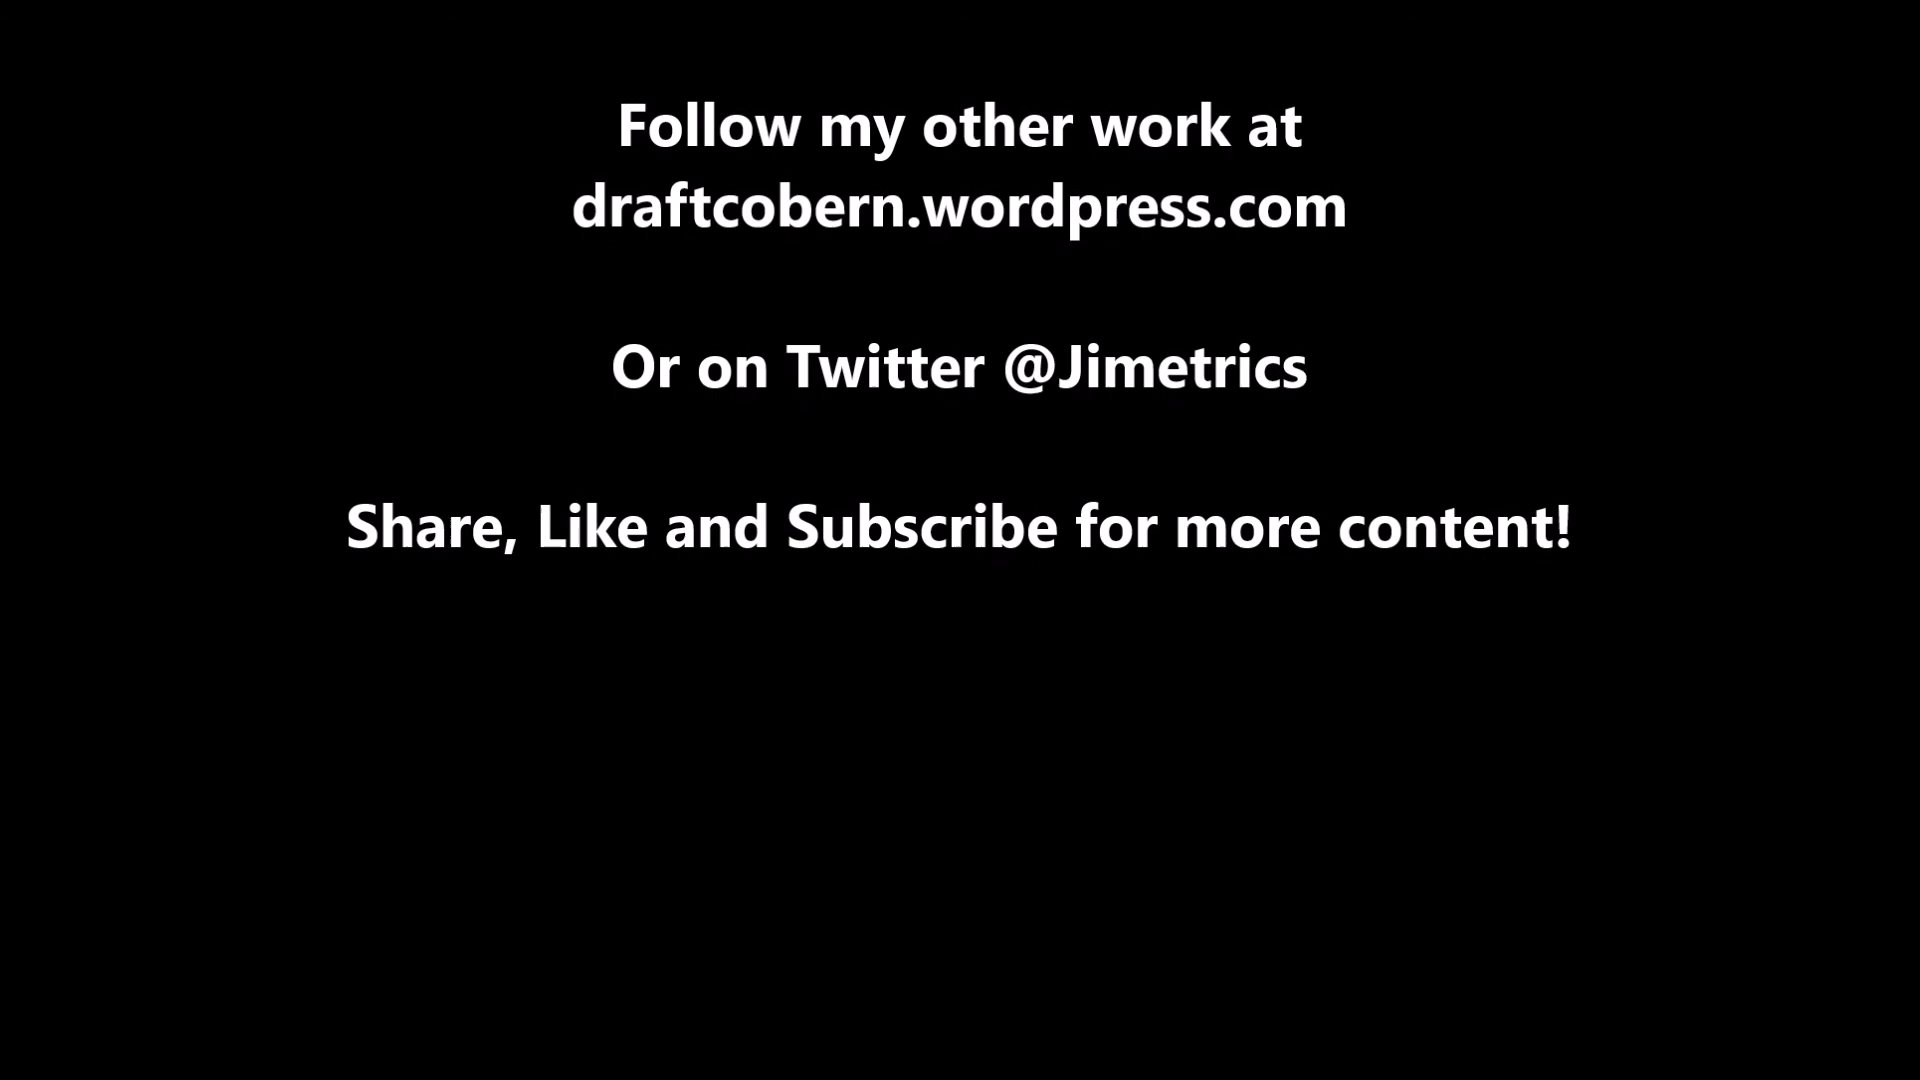 Follow my other work at
draftcobern.wordpress.com
Or on Twitter @Jimetrics
Share, Like and Subscribe for more content!